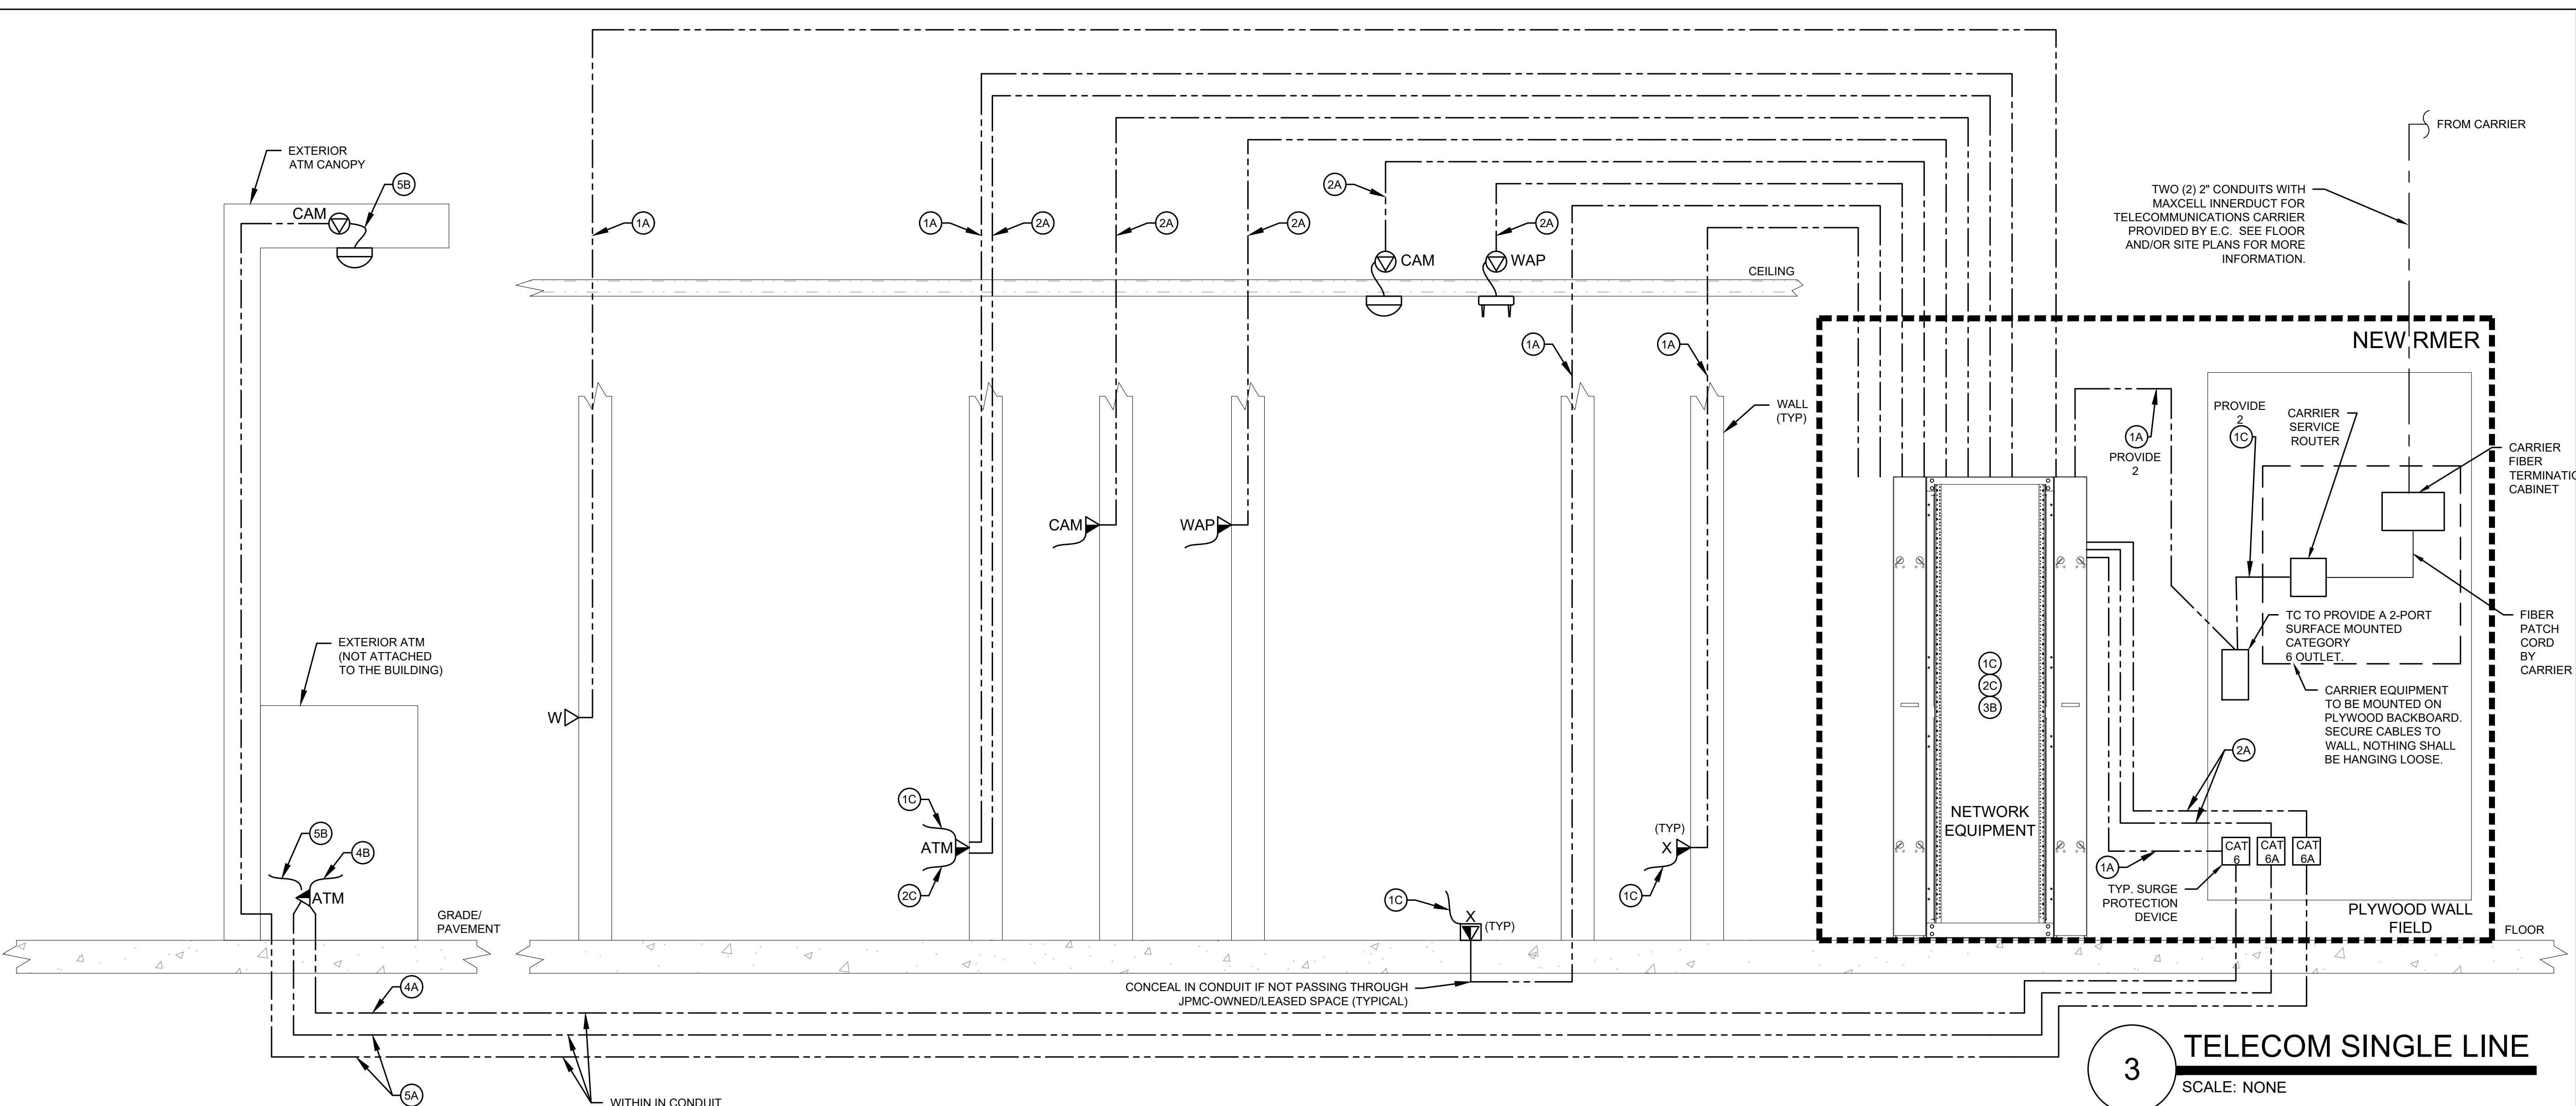 EXTERIOR
ATM CANOPY
5B
CAM
1A
1A
2A
2A
2A
2A
CAM
2A
WAP
CEILING
FROM CARRIER
TWO (2) 2" CONDUITS WITH
MAXCELL INNERDUCT FOR
TELECOMMUNICATIONS CARRIER
PROVIDED BY E.C. SEE FLOOR
AND/OR SITE PLANS FOR MORE
INFORMATION.
1A
1A
WALL
(TYP)
NEW RMER
1A
PROVIDE
2
PROVIDE
2
1C
CARRIER
SERVICE
ROUTER
CARRIER
FIBER
TERMINATIO
CABINET
CAM
WAP
EXTERIOR ATM
(NOT ATTACHED
TO THE BUILDING)
W
TC TO PROVIDE A 2-PORT
SURFACE MOUNTED
CATEGORY
6 OUTLET.
FIBER
PATCH
CORD
BY
CARRIER
CARRIER EQUIPMENT
TO BE MOUNTED ON
PLYWOOD BACKBOARD.
SECURE CABLES TO
WALL, NOTHING SHALL
BE HANGING LOOSE.
1C
2C
3B
NETWORK
EQUIPMENT
2A
1A
CAT
6
CAT
6A
CAT
6A
TYP. SURGE
PROTECTION
DEVICE
PLYWOOD WALL
FIELD
FLOOR
5B
4B
ATM
GRADE/
PAVEMENT
1C
ATM
2C
1C
X
(TYP)
(TYP)
X
1C
CONCEAL IN CONDUIT IF NOT PASSING THROUGH
JPMC-OWNED/LEASED SPACE (TYPICAL)
4A
5A
WITHIN IN CONDUIT
3
TELECOM SINGLE LINE
SCALE: NONE